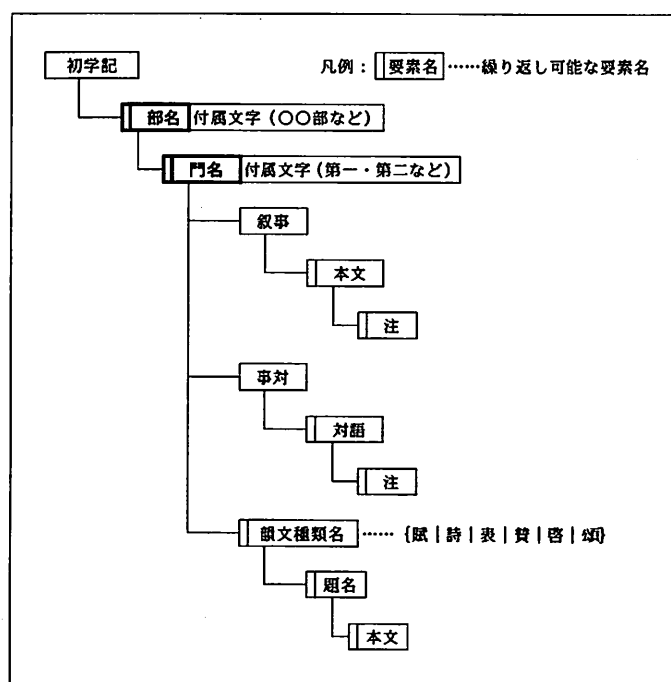 初学記
凡例：要素名……繰り返し可能な要素名
部名 付属文字（〇〇部など）
門名 付属文字（第一・第二など）
叙事
本文
注
事対
対語
注
韻文種類名……｛賦｜詩｜表｜賛｜啓｜頌｝
題名
本文